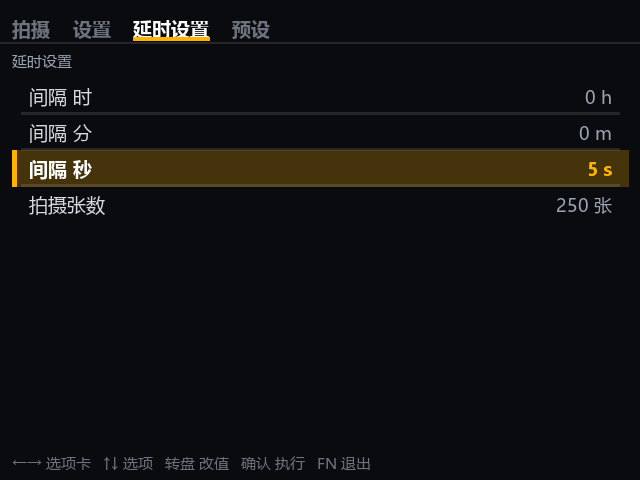 拍摄 设置 延时设置 预设
延时设置
间隔 时 0 h
间隔 分 0 m
间隔 秒 5 s
拍摄张数 250 张
←→ 选项卡 ↑↓ 选项 转盘 改值 确认 执行 FN 退出